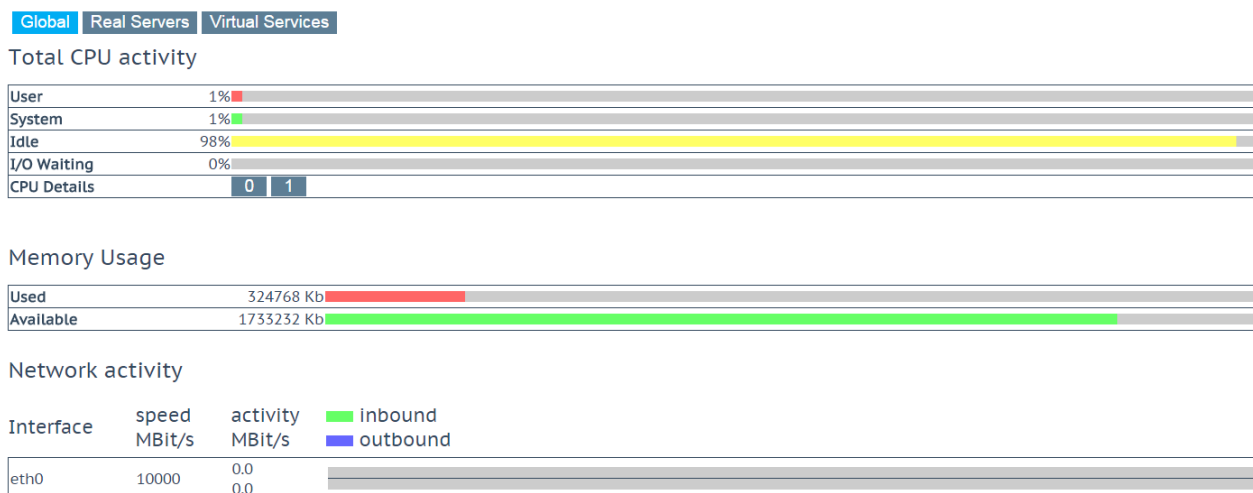 Global Real Servers Virtual Services
Total CPU activity
User 1%
System 1%
Idle 98%
I/O Waiting 0%
CPU Details 0 1
Memory Usage
Used 324768 Kb
Available 1733232 Kb
Network activity
Interface speed MBit/s activity MBit/s inbound outbound
eth0 10000 0.0
0.0